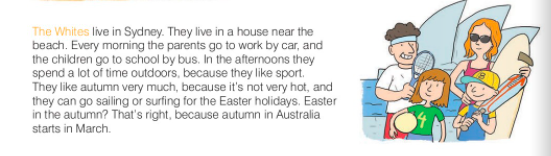 The Whites live in Sydney. They live in a house near the
beach. Every morning the parents go to work by car, and
the children go to school by bus. In the afternoons they
spend a lot of time outdoors, because they like sport.
They like autumn very much, because it's not very hot, and
they can go sailing or surfing for the Easter holidays. Easter
in the autumn? That's right, because autumn in Australia
starts in March.
4